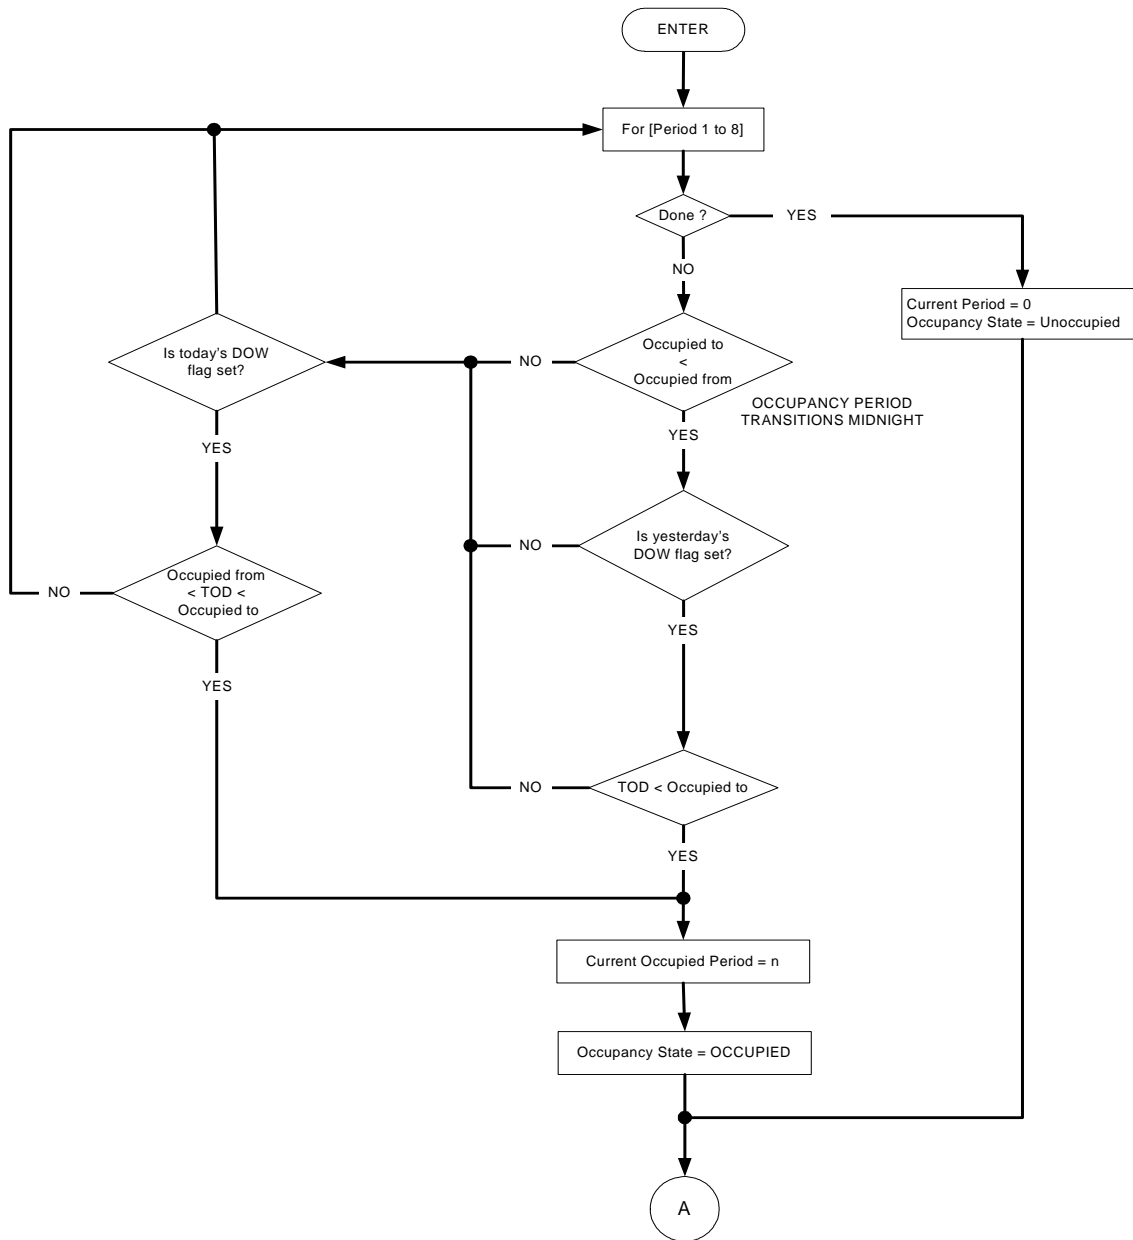 ENTER
For [Period 1 to 8]
Done ?
YES
NO
Current Period = 0
Occupancy State = Unoccupied
Occupied to
<
Occupied from
NO
OCCUPANCY PERIOD
TRANSITIONS MIDNIGHT
YES
Is today's DOW
flag set?
YES
Is yesterday's
DOW flag set?
NO
YES
Occupied from
< TOD <
Occupied to
NO
YES
TOD < Occupied to
NO
YES
Current Occupied Period = n
Occupancy State = OCCUPIED
A